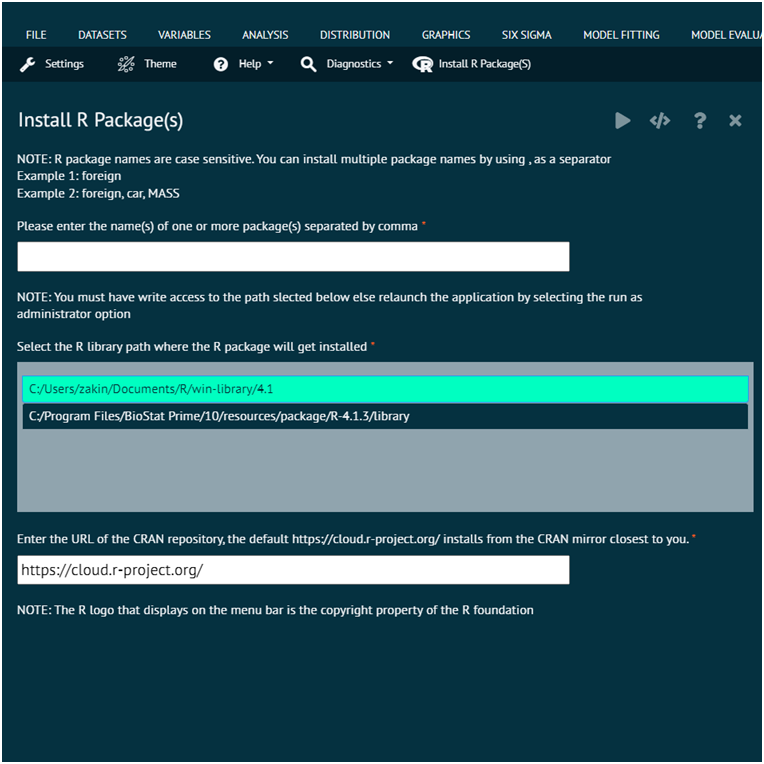 FILE DATASETS VARIABLES ANALYSIS DISTRIBUTION GRAPHICS SIX SIGMA MODEL FITTING MODEL EVALUA
Settings Theme Help Diagnostics R Install R Package(S)
Install R Package(s)
NOTE: R package names are case sensitive. You can install multiple package names by using , as a separator
Example 1: foreign
Example 2: foreign, car, MASS
Please enter the name(s) of one or more package(s) separated by comma *
NOTE: You must have write access to the path slected below else relaunch the application by selecting the run as
administrator option
Select the R library path where the R package will get installed *
C:/Users/zakin/Documents/R/win-library/4.1
C:/Program Files/BioStat Prime/10/resources/package/R-4.1.3/library
Enter the URL of the CRAN repository, the default https://cloud.r-project.org/ installs from the CRAN mirror closest to you. *
https://cloud.r-project.org/
NOTE: The R logo that displays on the menu bar is the copyright property of the R foundation